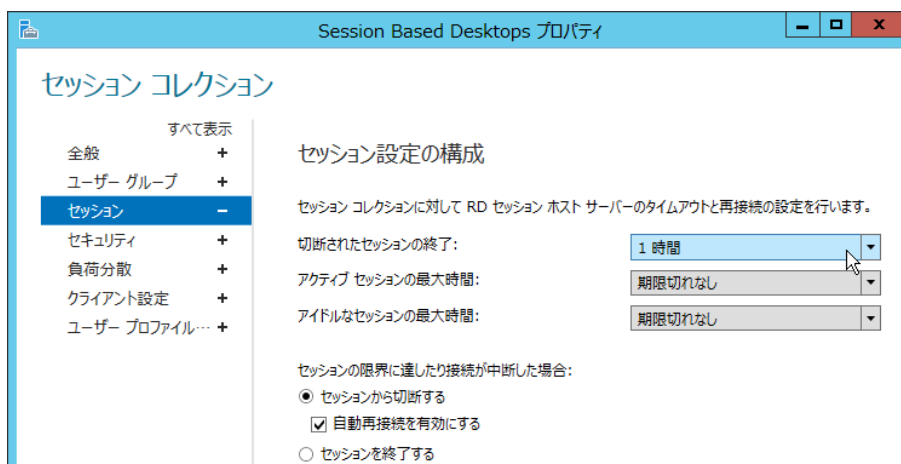 Session Based Desktops プロパティ
セッション コレクション
すべて表示
全般 +
ユーザー グループ +
セッション –
セキュリティ +
負荷分散 +
クライアント設定 +
ユーザー プロファイル… +
セッション設定の構成
セッション コレクションに対して RD セッション ホスト サーバーのタイムアウトと再接続の設定を行います。
切断されたセッションの終了: 1 時間
アクティブ セッションの最大時間: 期限切れなし
アイドルなセッションの最大時間: 期限切れなし
セッションの限界に達したり接続が中断した場合:
セッションから切断する
自動再接続を有効にする
セッションを終了する